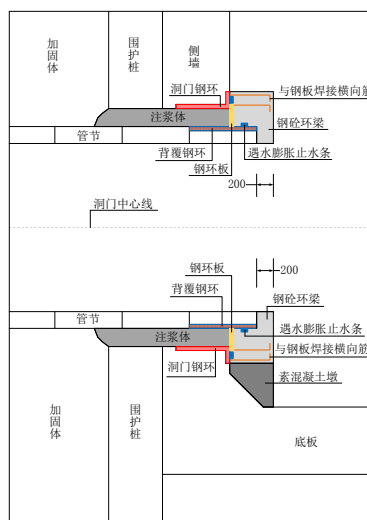 加固体
围护桩
侧墙
洞门钢环
与钢板焊接横向筋
注浆体
钢砼环梁
管节
背覆钢环
遇水膨胀止水条
钢环板
200
洞门中心线
钢环板
200
背覆钢环
钢砼环梁
管节
遇水膨胀止水条
注浆体
与钢板焊接横向筋
洞门钢环
素混凝土墩
加固体
围护桩
底板